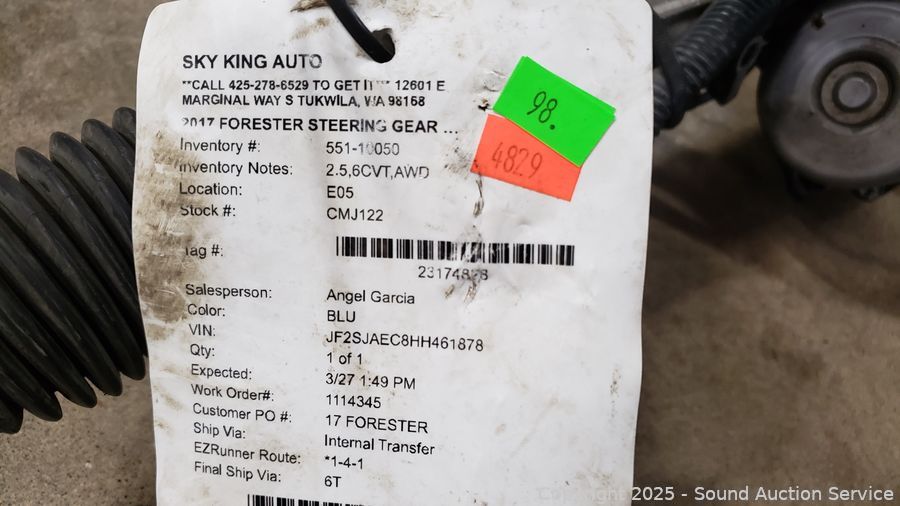 SKY KING AUTO
**CALL 425-278-6529 TO GET IT** 12601 E
MARGINAL WAY S TUKWILA, WA 98168
2017 FORESTER STEERING GEAR ...
Inventory #: 551-10050
Inventory Notes: 2.5,6CVT,AWD
Location: E05
Stock #: CMJ122
Tag #:
Salesperson: Angel Garcia
Color: BLU
VIN: JF2SJAEC8HH461878
Qty: 1 of 1
Expected: 3/27 1:49 PM
Work Order#: 1114345
Customer PO #: 17 FORESTER
Ship Via: Internal Transfer
EZRunner Route: *1-4-1
Final Ship Via: 6T
98.
4829
Copyright 2025 - Sound Auction Service